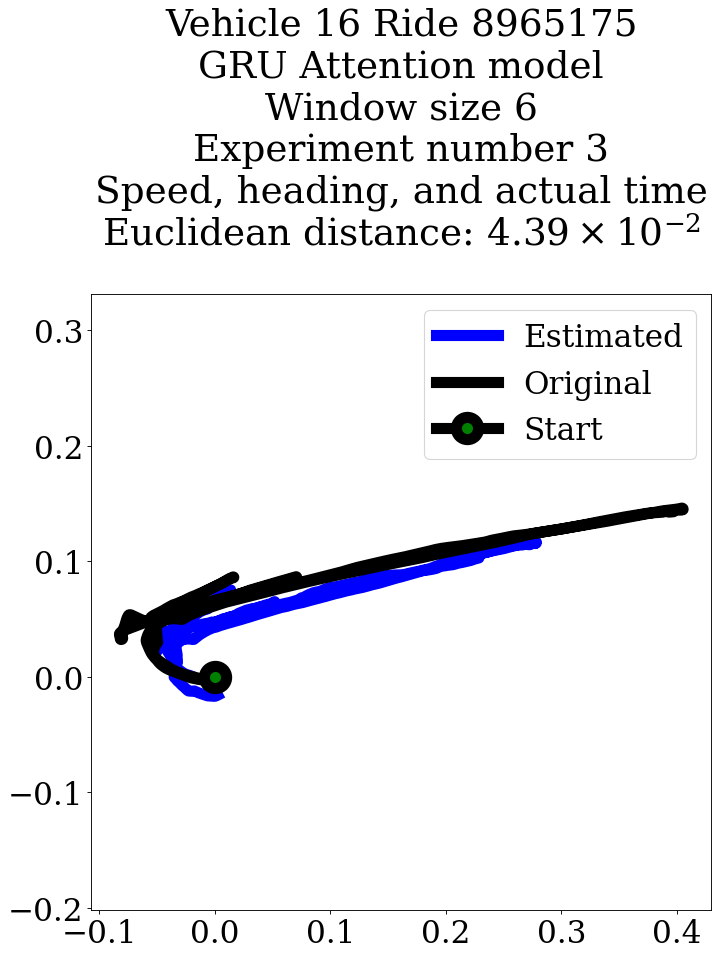 Vehicle 16 Ride 8965175
GRU Attention model
Window size 6
Experiment number 3
Speed, heading, and actual time
Euclidean distance: 4.39 × 10⁻²
Estimated
Original
Start
0.3
0.2
0.1
0.0
−0.1
−0.2
−0.1 0.0 0.1 0.2 0.3 0.4